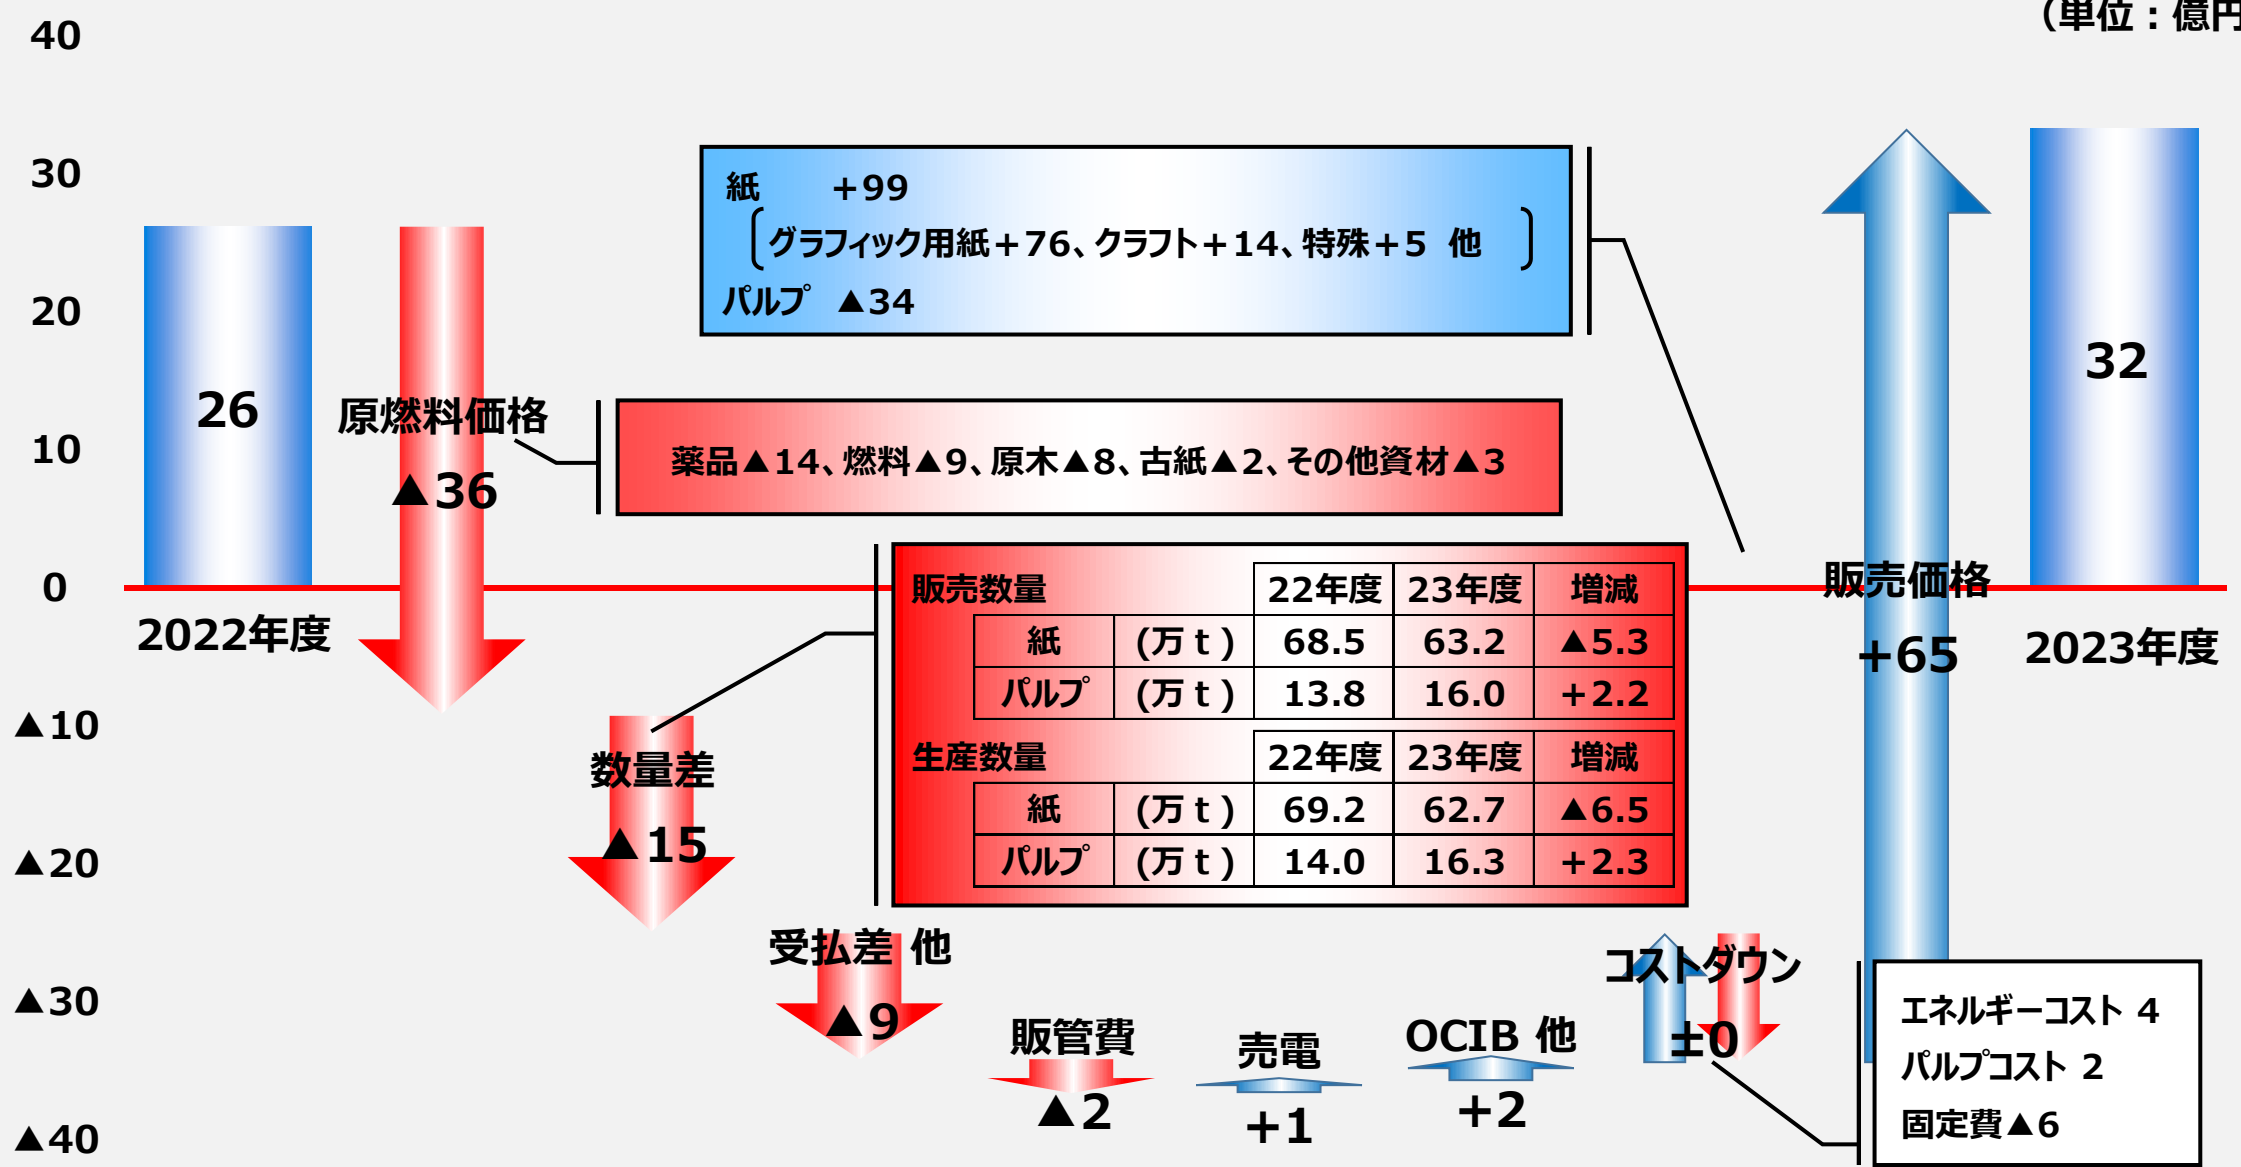 (単位：億円
40
30
20
10
0
▲10
▲20
▲30
▲40
26
2022年度
原燃料価格
▲36
紙 +99
グラフィック用紙+76、クラフト+14、特殊+5 他
パルプ ▲34
薬品▲14、燃料▲9、原木▲8、古紙▲2、その他資材▲3
販売数量 22年度 23年度 増減
紙 (万ｔ) 68.5 63.2 ▲5.3
パルプ (万ｔ) 13.8 16.0 +2.2
生産数量 22年度 23年度 増減
紙 (万ｔ) 69.2 62.7 ▲6.5
パルプ (万ｔ) 14.0 16.3 +2.3
数量差
▲15
受払差 他
▲9
販管費
▲2
売電
+1
OCIB 他
+2
コストダウン
±0
エネルギーコスト 4
パルプコスト 2
固定費▲6
販売価格
+65
32
2023年度